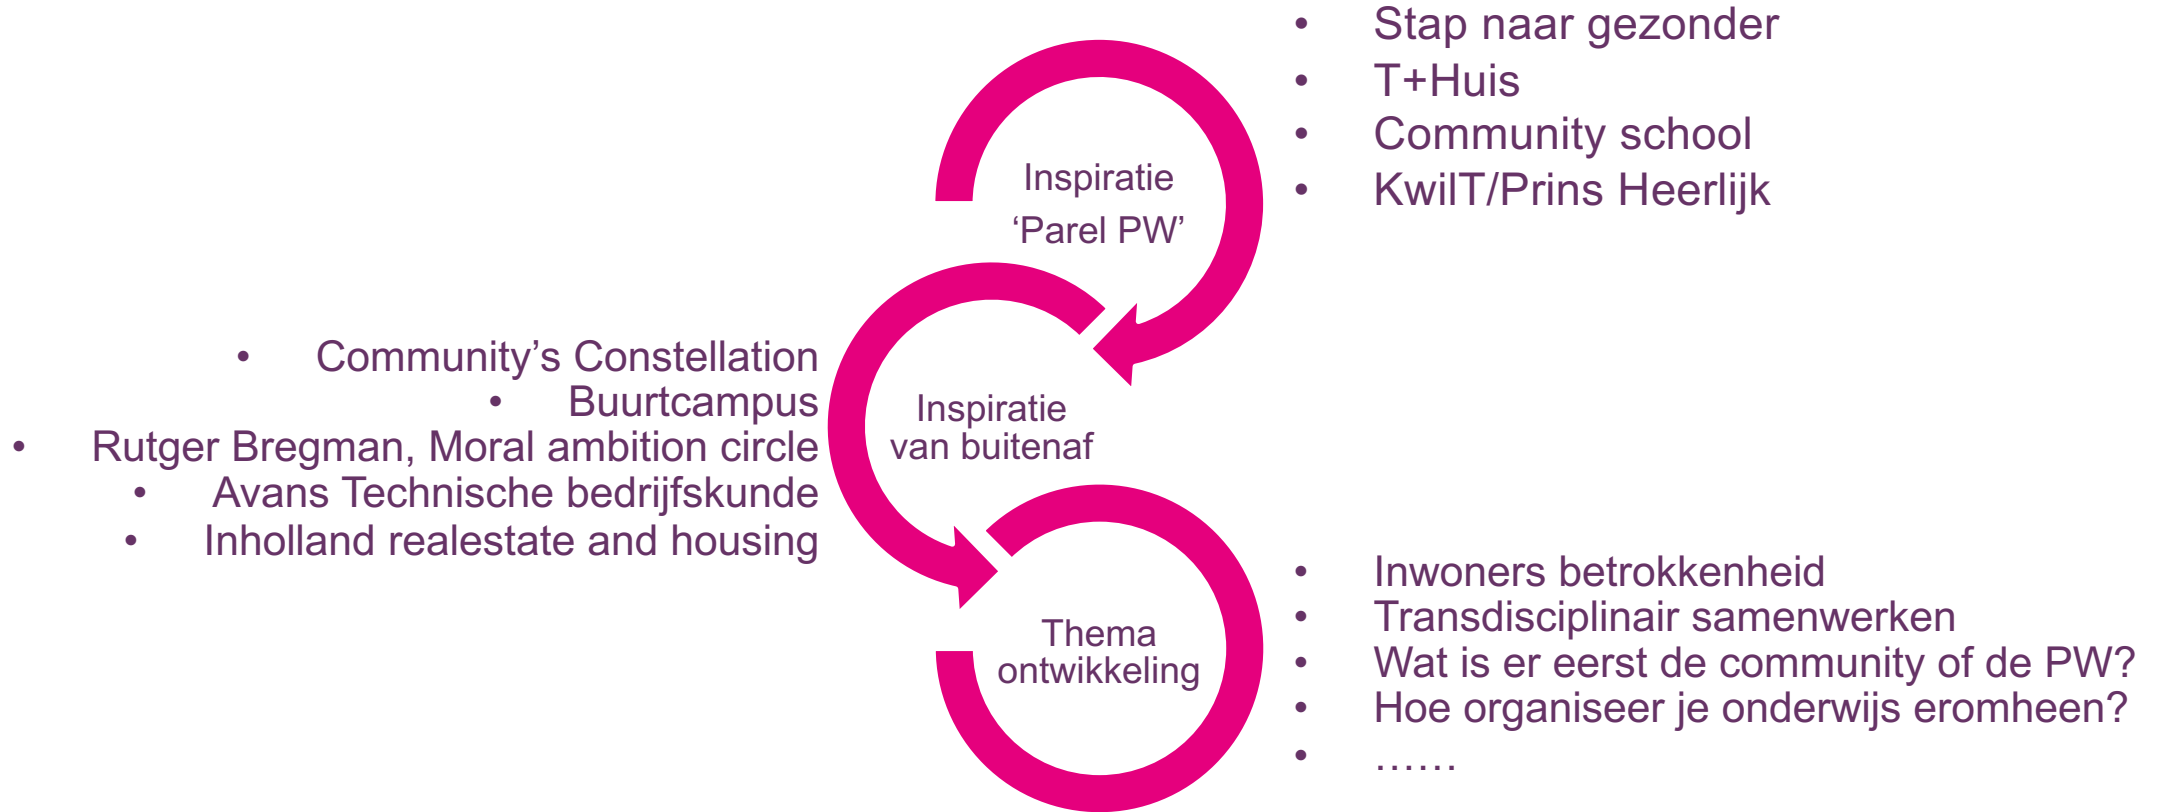 • Stap naar gezonder
• T+Huis
• Community school
• KwilT/Prins Heerlijk
Inspiratie
‘Parel PW’
• Community’s Constellation
• Buurtcampus
• Rutger Bregman, Moral ambition circle
• Avans Technische bedrijfskunde
• Inholland realestate and housing
Inspiratie
van buitenaf
Thema
ontwikkeling
• Inwoners betrokkenheid
• Transdisciplinair samenwerken
• Wat is er eerst de community of de PW?
• Hoe organiseer je onderwijs eromheen?
• ……